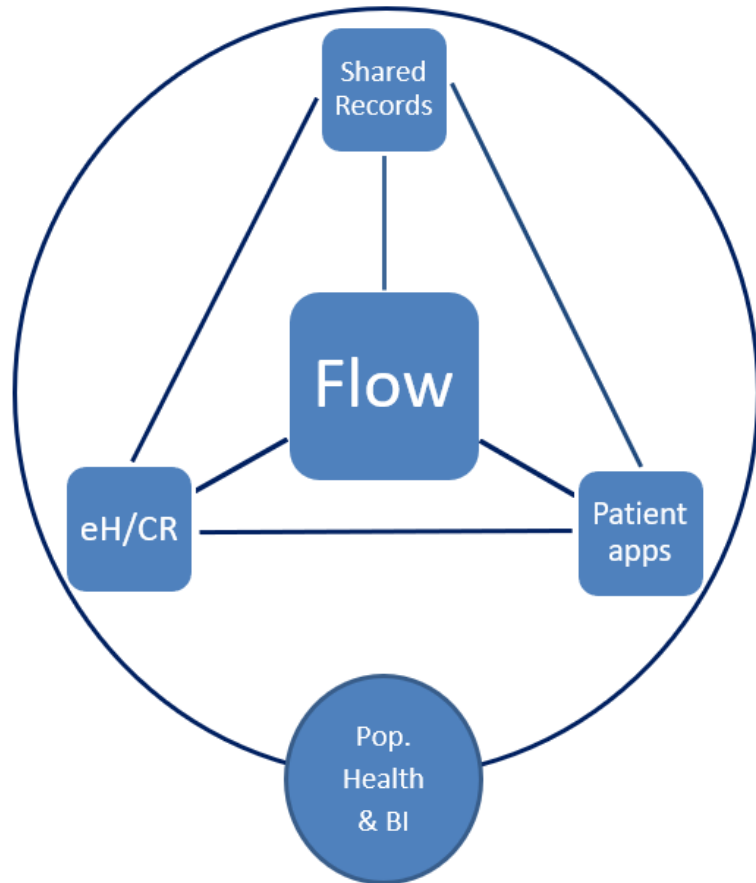 Shared
Records
Flow
eH/CR
Patient
apps
Pop.
Health
& BI